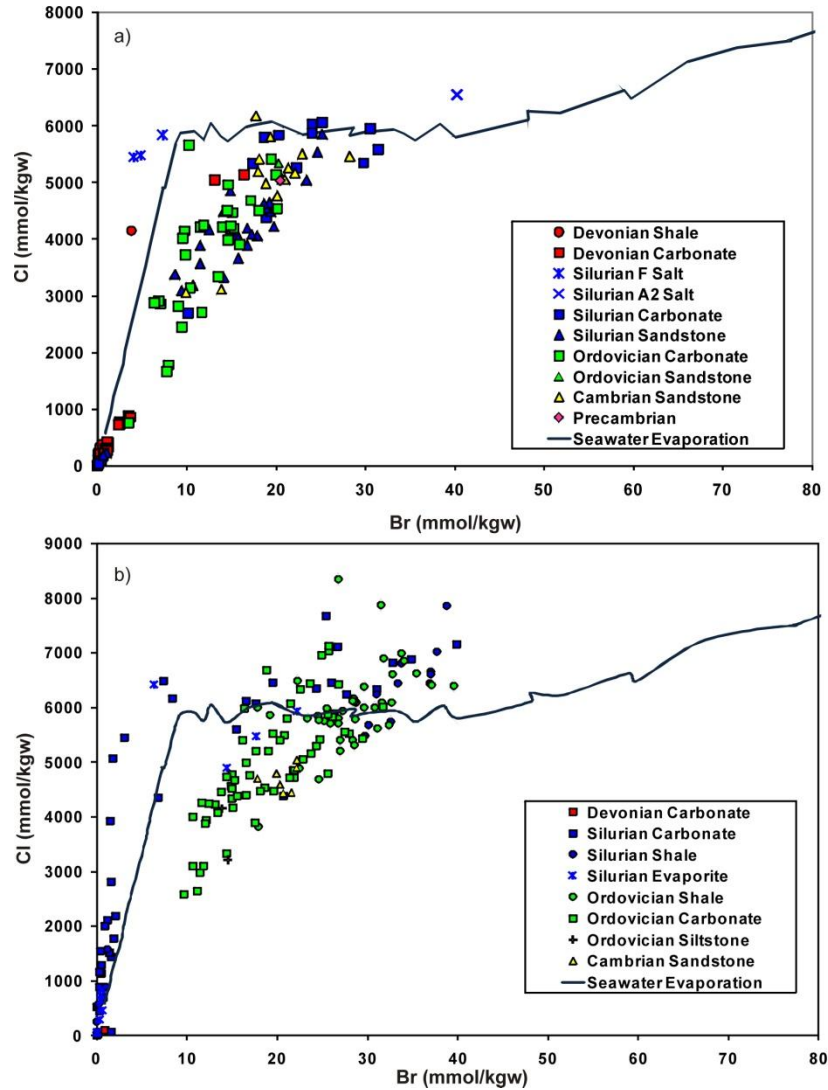 a)
8000
7000
6000
5000
4000
3000
2000
1000
0
Cl (mmol/kgw)
0 10 20 30 40 50 60 70 80
Br (mmol/kgw)
Devonian Shale
Devonian Carbonate
Silurian F Salt
Silurian A2 Salt
Silurian Carbonate
Silurian Sandstone
Ordovician Carbonate
Ordovician Sandstone
Cambrian Sandstone
Precambrian
Seawater Evaporation
b)
9000
8000
7000
6000
5000
4000
3000
2000
1000
0
Cl (mmol/kgw)
0 10 20 30 40 50 60 70 80
Br (mmol/kgw)
Devonian Carbonate
Silurian Carbonate
Silurian Shale
Silurian Evaporite
Ordovician Shale
Ordovician Carbonate
Ordovician Siltstone
Cambrian Sandstone
Seawater Evaporation